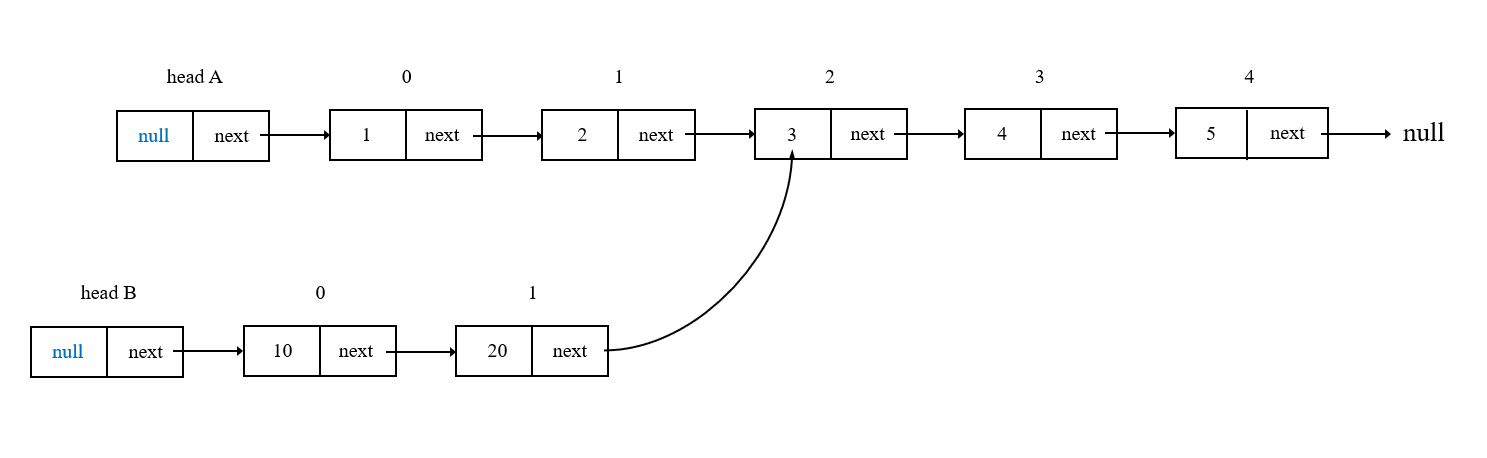 head A 0 1 2 3 4
null next 1 next 2 next 3 next 4 next 5 next null
head B 0 1
null next 10 next 20 next